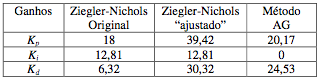 Ganhos Ziegler-Nichols Original Ziegler-Nichols “ajustado” Método AG
Kp 18 39,42 20,17
Ki 12,81 12,81 0
Kd 6,32 30,32 24,53